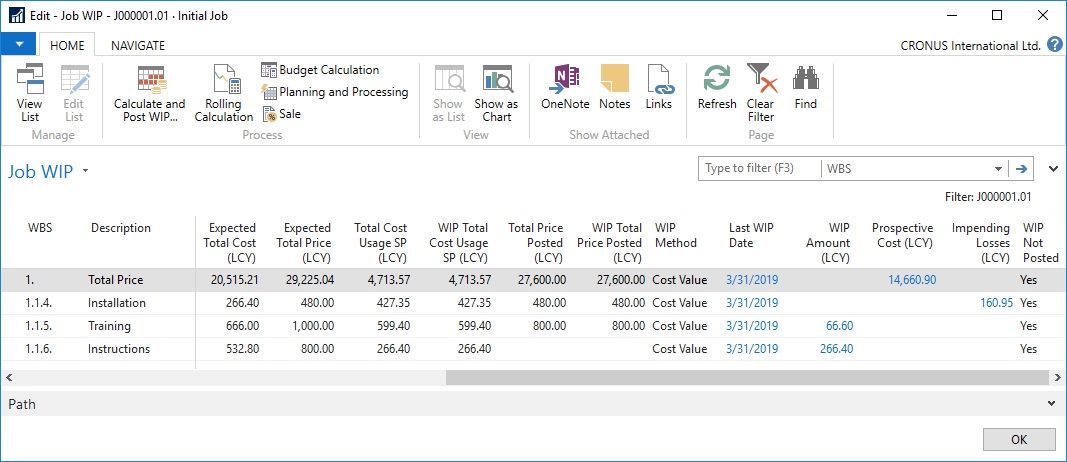 Edit - Job WIP - J000001.01 · Initial Job
HOME NAVIGATE CRONUS International Ltd. ?
View List
Edit List
Manage
Calculate and Post WIP...
Rolling Calculation
Budget Calculation
Planning and Processing
Sale
Process
Show as List
Show as Chart
View
OneNote
Notes
Links
Show Attached
Refresh
Clear Filter
Find
Page
Job WIP
Type to filter (F3) WBS
Filter: J000001.01
WBS Description Expected Total Cost (LCY) Expected Total Price (LCY) Total Cost Usage SP (LCY) WIP Total Cost Usage SP (LCY) Total Price Posted (LCY) WIP Total Price Posted (LCY) WIP Method Last WIP Date WIP Amount (LCY) Prospective Cost (LCY) Impending Losses (LCY) WIP Not Posted
1. Total Price 20,515.21 29,225.04 4,713.57 4,713.57 27,600.00 27,600.00 Cost Value 3/31/2019 14,660.90 Yes
1.1.4. Installation 266.40 480.00 427.35 427.35 480.00 480.00 Cost Value 3/31/2019 160.95 Yes
1.1.5. Training 666.00 1,000.00 599.40 599.40 800.00 800.00 Cost Value 3/31/2019 66.60 Yes
1.1.6. Instructions 532.80 800.00 266.40 266.40 Cost Value 3/31/2019 266.40 Yes
Path
OK